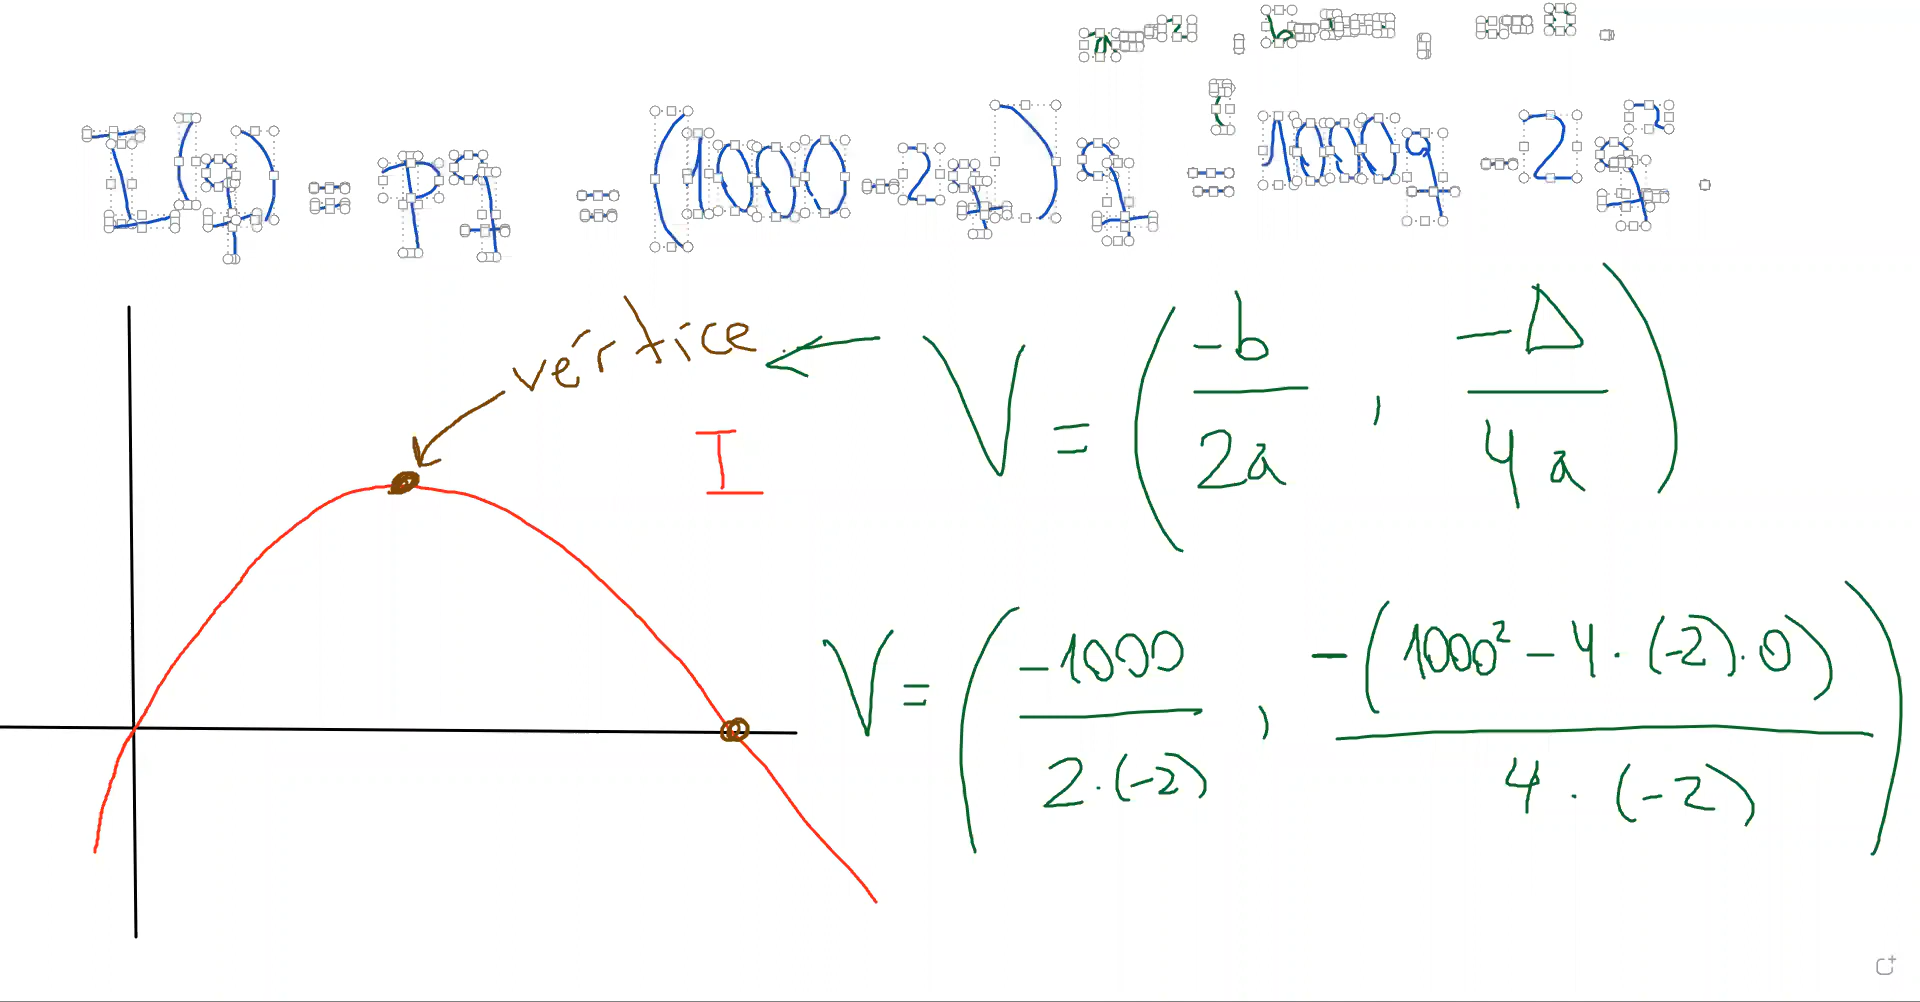 a = -2 , b = 1000 , c = 0
I(q) = pq = (1000 - 2q)q = 1000q - 2q²
vértice
V = (-b/2a , -Δ/4a)
I
V = (-1000/2·(-2) , -(1000² - 4·(-2)·0)/4·(-2))